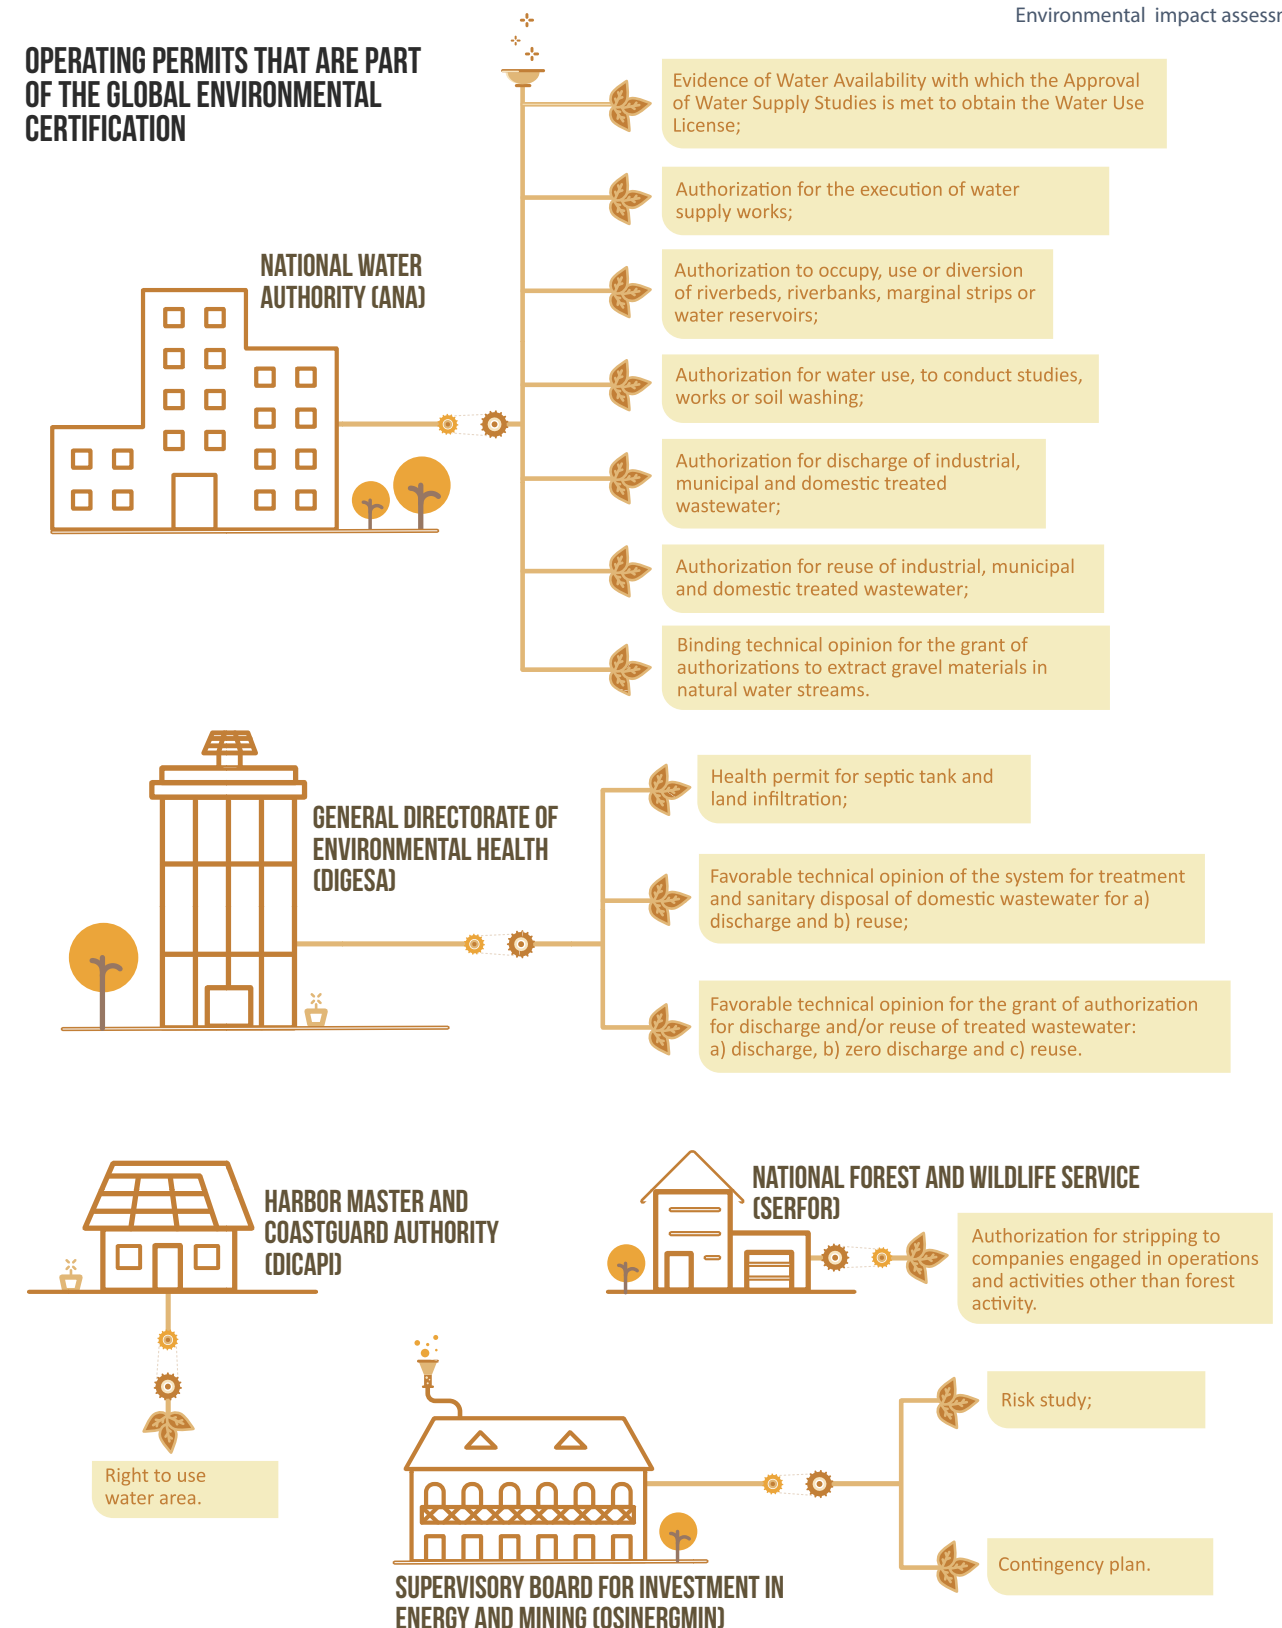 Environmental impact
OPERATING PERMITS THAT ARE PART
OF THE GLOBAL ENVIRONMENTAL
CERTIFICATION
Evidence of Water Availability with which the Approval
of Water Supply Studies is met to obtain the Water Use
License;
Authorization for the execution of water
supply works;
NATIONAL WATER
AUTHORITY (ANA)
Authorization to occupy, use or diversion
of riverbeds, riverbanks, marginal strips or
water reservoirs;
Authorization for water use, to conduct studies,
works or soil washing;
Authorization for discharge of industrial,
municipal and domestic treated
wastewater;
Authorization for reuse of industrial, municipal
and domestic treated wastewater;
Binding technical opinion for the grant of
authorizations to extract gravel materials in
natural water streams.
GENERAL DIRECTORATE OF
ENVIRONMENTAL HEALTH
(DIGESA)
Health permit for septic tank and
land infiltration;
Favorable technical opinion of the system for treatment
and sanitary disposal of domestic wastewater for a)
discharge and b) reuse;
Favorable technical opinion for the grant of authorization
for discharge and/or reuse of treated wastewater:
a) discharge, b) zero discharge and c) reuse.
HARBOR MASTER AND
COASTGUARD AUTHORITY
(DICAPI)
Right to use
water area.
NATIONAL FOREST AND WILDLIFE SERVICE
(SERFOR)
Authorization for stripping to
companies engaged in operations
and activities other than forest
activity.
Risk study;
Contingency plan.
SUPERVISORY BOARD FOR INVESTMENT IN
ENERGY AND MINING (OSINERGMIN)